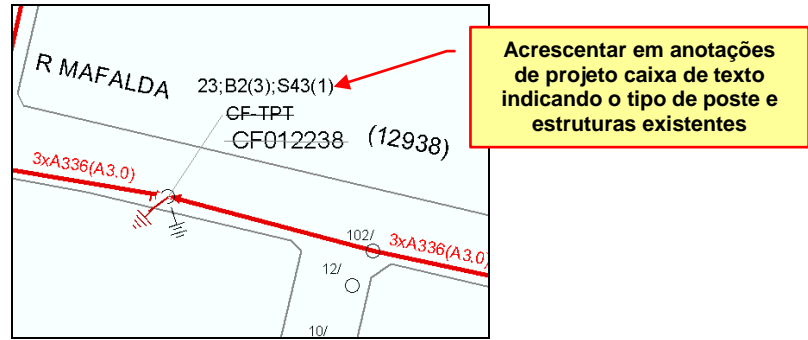 R MAFALDA
23;B2(3);S43(1)
CF-TPT
CF012238 (12938)
3xA336(A3.0)
102/
3xA336(A3.0)
12/
10/
Acrescentar em anotações
de projeto caixa de texto
indicando o tipo de poste e
estruturas existentes